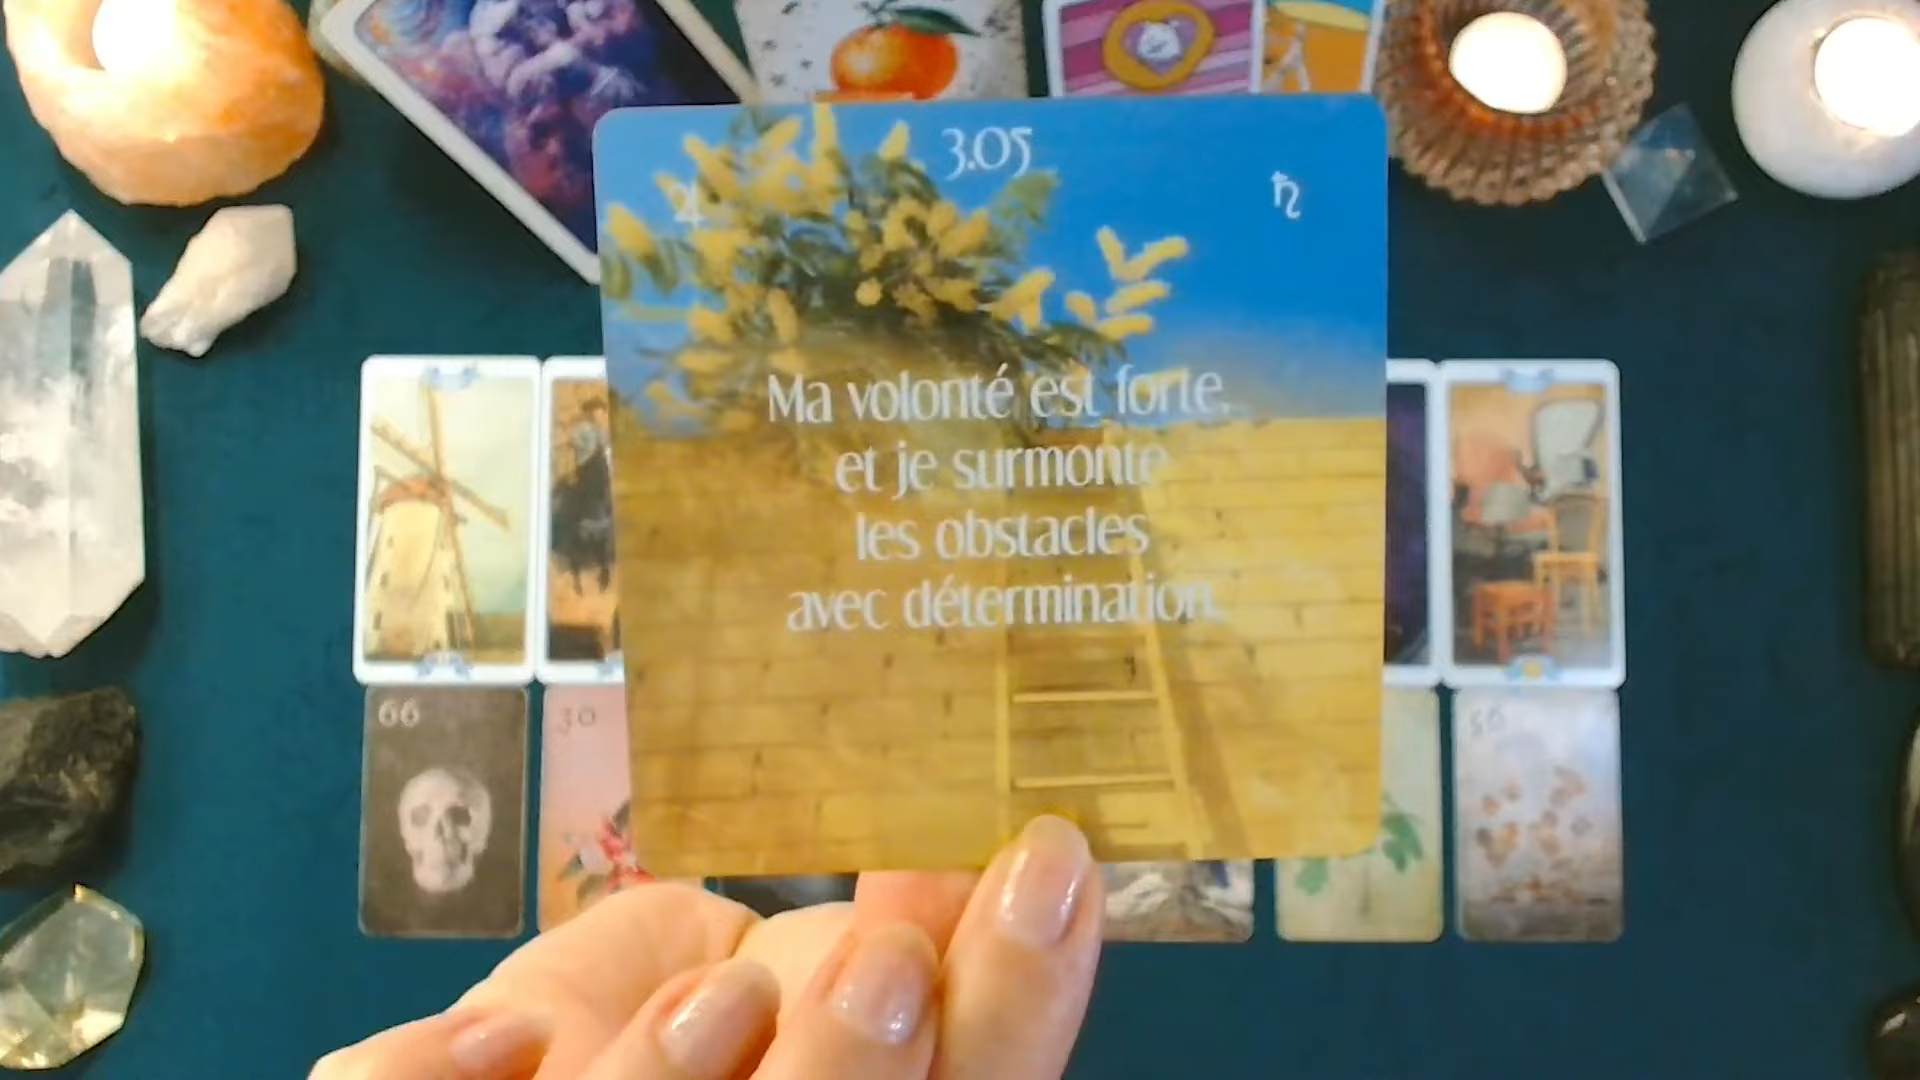 3.05
♃ ♄
Ma volonté est forte,
et je surmonte
les obstacles
avec détermination.
66
30
56